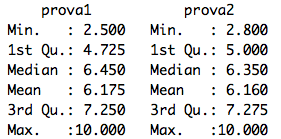 prova1 prova2
Min. : 2.500 Min. : 2.800
1st Qu.: 4.725 1st Qu.: 5.000
Median : 6.450 Median : 6.350
Mean : 6.175 Mean : 6.160
3rd Qu.: 7.250 3rd Qu.: 7.275
Max. :10.000 Max. :10.000